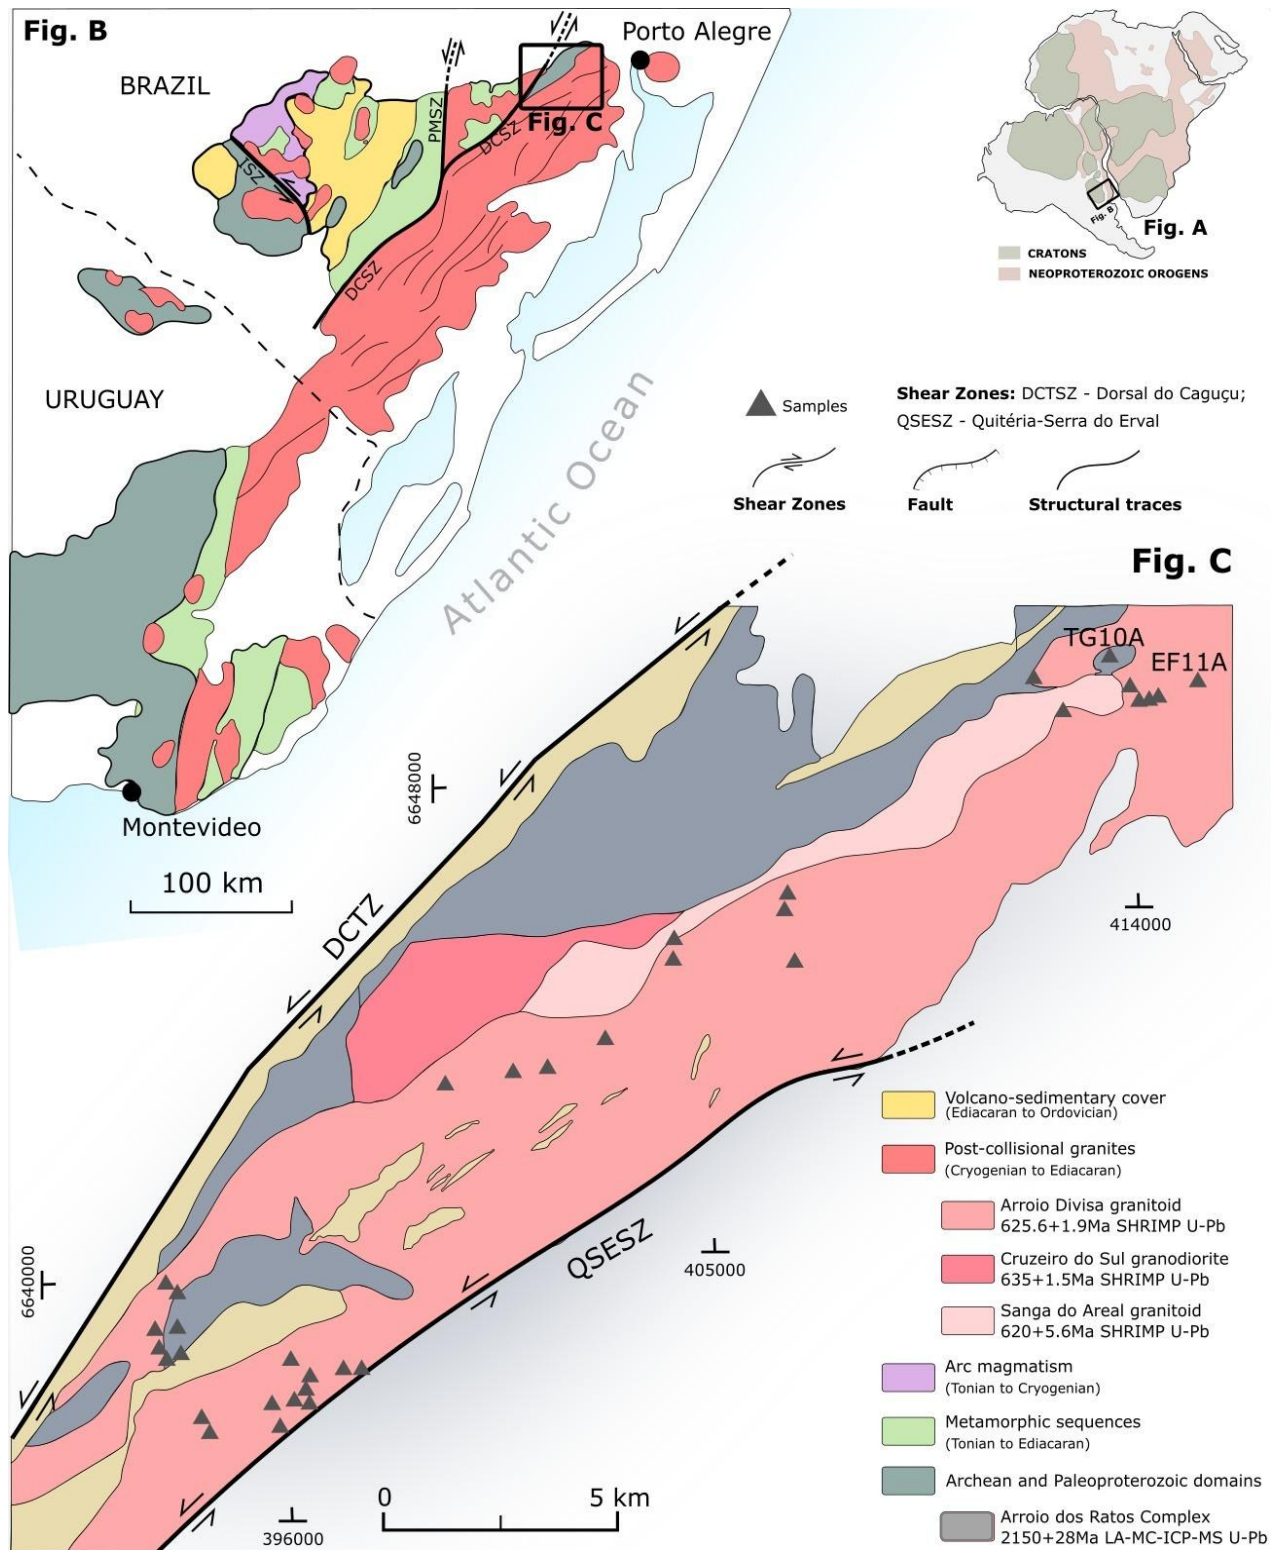 Fig. B
BRAZIL
Porto Alegre
PMSZ
DCSZ
Fig. C
ISZ
DCSZ
URUGUAY
Atlantic Ocean
Montevideo
100 km
Fig. B
Fig. A
CRATONS
NEOPROTEROZOIC OROGENS
Samples
Shear Zones: DCTSZ - Dorsal do Caguçu;
QSESZ - Quitéria-Serra do Erval
Shear Zones
Fault
Structural traces
Fig. C
TG10A
EF11A
6648000
DCTZ
414000
6640000
QSESZ
405000
396000
0 5 km
Volcano-sedimentary cover
(Ediacaran to Ordovician)
Post-collisional granites
(Cryogenian to Ediacaran)
Arroio Divisa granitoid
625.6+1.9Ma SHRIMP U-Pb
Cruzeiro do Sul granodiorite
635+1.5Ma SHRIMP U-Pb
Sanga do Areal granitoid
620+5.6Ma SHRIMP U-Pb
Arc magmatism
(Tonian to Cryogenian)
Metamorphic sequences
(Tonian to Ediacaran)
Archean and Paleoproterozoic domains
Arroio dos Ratos Complex
2150+28Ma LA-MC-ICP-MS U-Pb